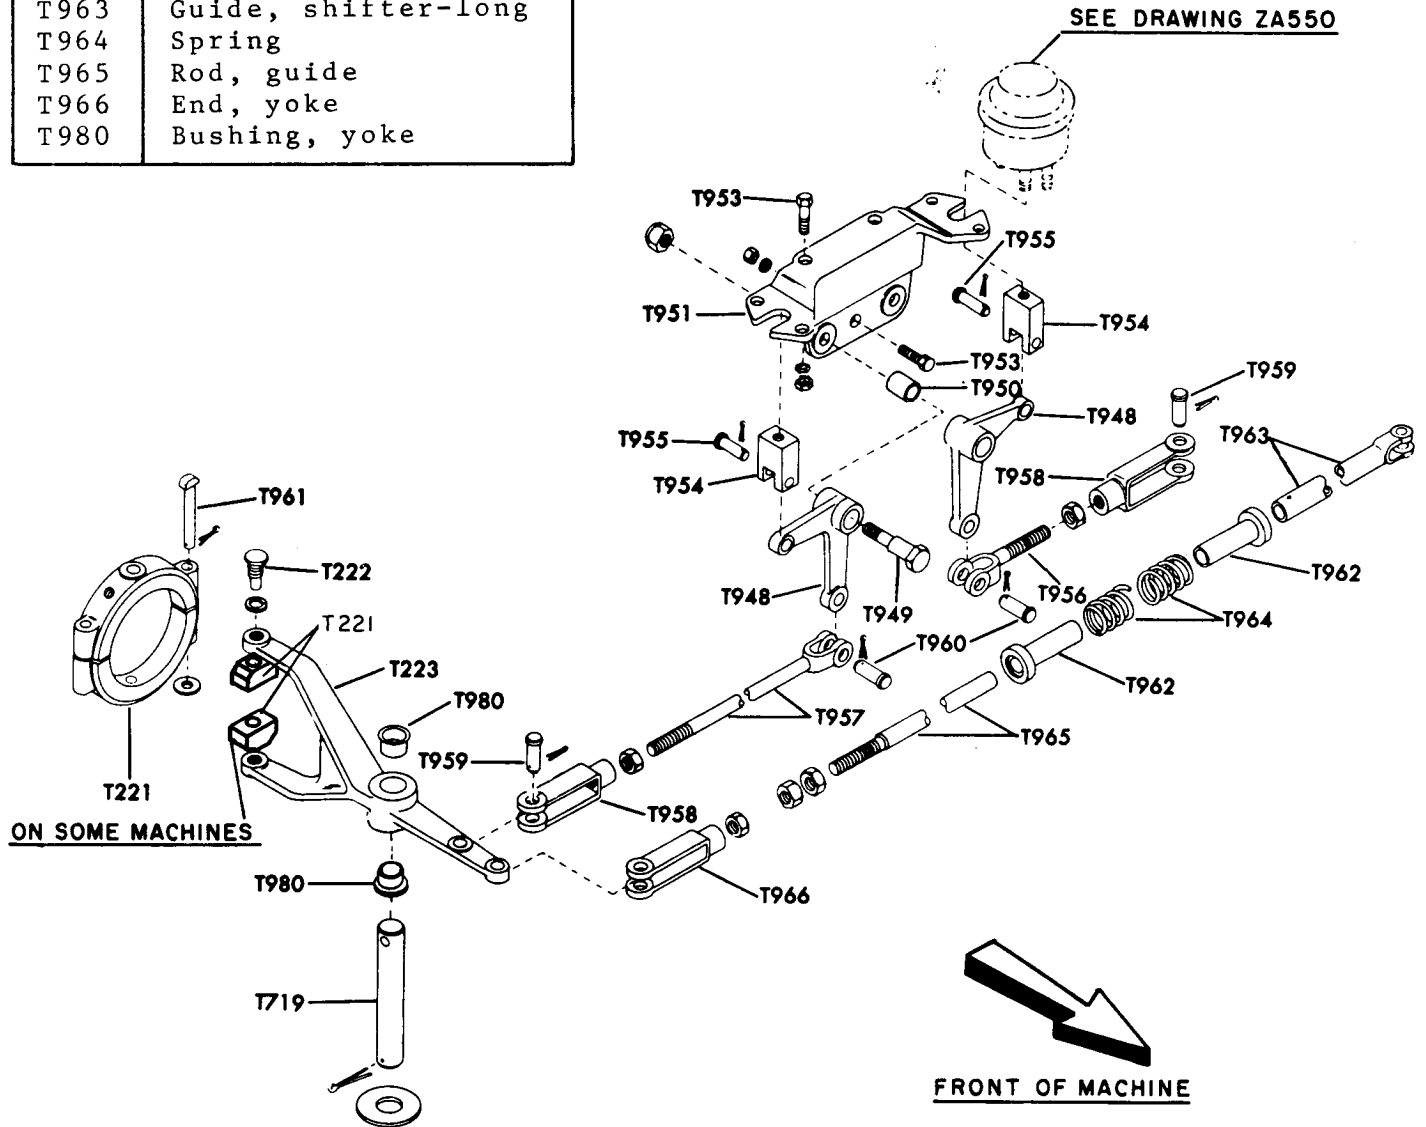 T963 Guide, shifter-long
T964 Spring
T965 Rod, guide
T966 End, yoke
T980 Bushing, yoke
SEE DRAWING ZA550
T953
T955
T951
T954
T953
T950
T959
T948
T955
T963
T958
T954
T961
T222
T962
T956
T948
T949
T964
T221
T960
T223
T962
T980
T957
T965
T959
T221
T958
ON SOME MACHINES
T980
T966
T719
FRONT OF MACHINE